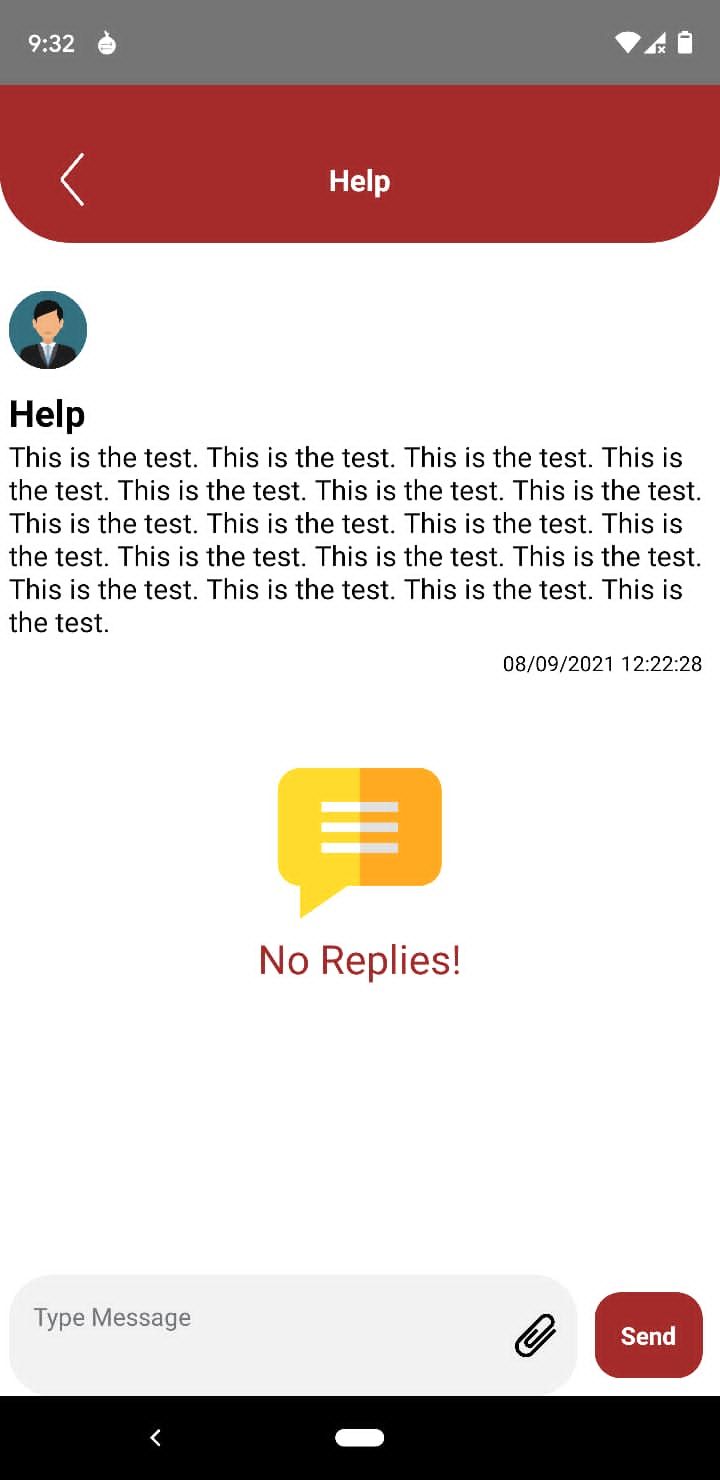 9:32
Help
Help
This is the test. This is the test. This is the test. This is
the test. This is the test. This is the test. This is the test.
This is the test. This is the test. This is the test. This is
the test. This is the test. This is the test. This is the test.
This is the test. This is the test. This is the test. This is
the test.
08/09/2021 12:22:28
No Replies!
Type Message
Send